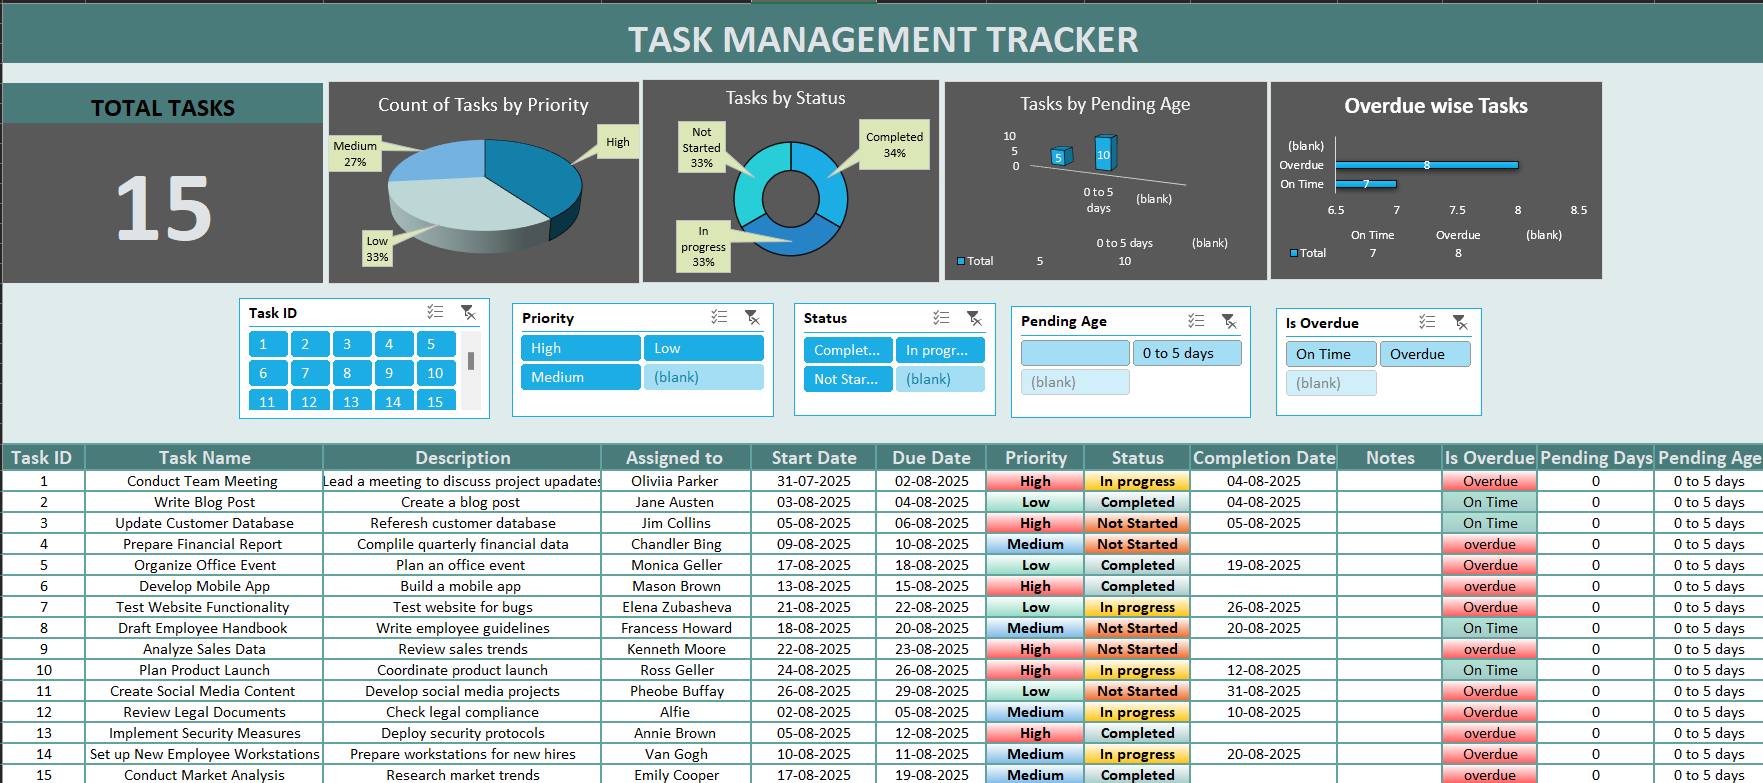 TASK MANAGEMENT TRACKER
TOTAL TASKS
15
Count of Tasks by Priority
Medium
27%
High
Low
33%
Tasks by Status
Not
Started
33%
Completed
34%
In
progress
33%
Tasks by Pending Age
10
5
0
5
10
0 to 5
days
(blank)
0 to 5 days (blank)
Total 5 10
Overdue wise Tasks
(blank)
Overdue 8
On Time 7
6.5 7 7.5 8 8.5
On Time Overdue (blank)
Total 7 8
Task ID
1 2 3 4 5
6 7 8 9 10
11 12 13 14 15
Priority
High Low
Medium (blank)
Status
Complet... In progr...
Not Star... (blank)
Pending Age
0 to 5 days
(blank)
Is Overdue
On Time Overdue
(blank)
Task ID Task Name Description Assigned to Start Date Due Date Priority Status Completion Date Notes Is Overdue Pending Days Pending Age
1 Conduct Team Meeting Lead a meeting to discuss project upadates Oliviia Parker 31-07-2025 02-08-2025 High In progress 04-08-2025 Overdue 0 0 to 5 days
2 Write Blog Post Create a blog post Jane Austen 03-08-2025 04-08-2025 Low Completed 04-08-2025 On Time 0 0 to 5 days
3 Update Customer Database Referesh customer database Jim Collins 05-08-2025 06-08-2025 High Not Started 05-08-2025 On Time 0 0 to 5 days
4 Prepare Financial Report Complile quarterly financial data Chandler Bing 09-08-2025 10-08-2025 Medium Not Started overdue 0 0 to 5 days
5 Organize Office Event Plan an office event Monica Geller 17-08-2025 18-08-2025 Low Completed 19-08-2025 Overdue 0 0 to 5 days
6 Develop Mobile App Build a mobile app Mason Brown 13-08-2025 15-08-2025 High Completed overdue 0 0 to 5 days
7 Test Website Functionality Test website for bugs Elena Zubasheva 21-08-2025 22-08-2025 Low In progress 26-08-2025 Overdue 0 0 to 5 days
8 Draft Employee Handbook Write employee guidelines Francess Howard 18-08-2025 20-08-2025 Medium Not Started 20-08-2025 On Time 0 0 to 5 days
9 Analyze Sales Data Review sales trends Kenneth Moore 22-08-2025 23-08-2025 High Not Started overdue 0 0 to 5 days
10 Plan Product Launch Coordinate product launch Ross Geller 24-08-2025 26-08-2025 High In progress 12-08-2025 On Time 0 0 to 5 days
11 Create Social Media Content Develop social media projects Pheobe Buffay 26-08-2025 29-08-2025 Low Not Started 31-08-2025 Overdue 0 0 to 5 days
12 Review Legal Documents Check legal compliance Alfie 02-08-2025 05-08-2025 Medium In progress 10-08-2025 Overdue 0 0 to 5 days
13 Implement Security Measures Deploy security protocols Annie Brown 05-08-2025 12-08-2025 High Completed overdue 0 0 to 5 days
14 Set up New Employee Workstations Prepare workstations for new hires Van Gogh 10-08-2025 11-08-2025 Medium In progress 20-08-2025 Overdue 0 0 to 5 days
15 Conduct Market Analysis Research market trends Emily Cooper 17-08-2025 19-08-2025 Medium Completed overdue 0 0 to 5 days